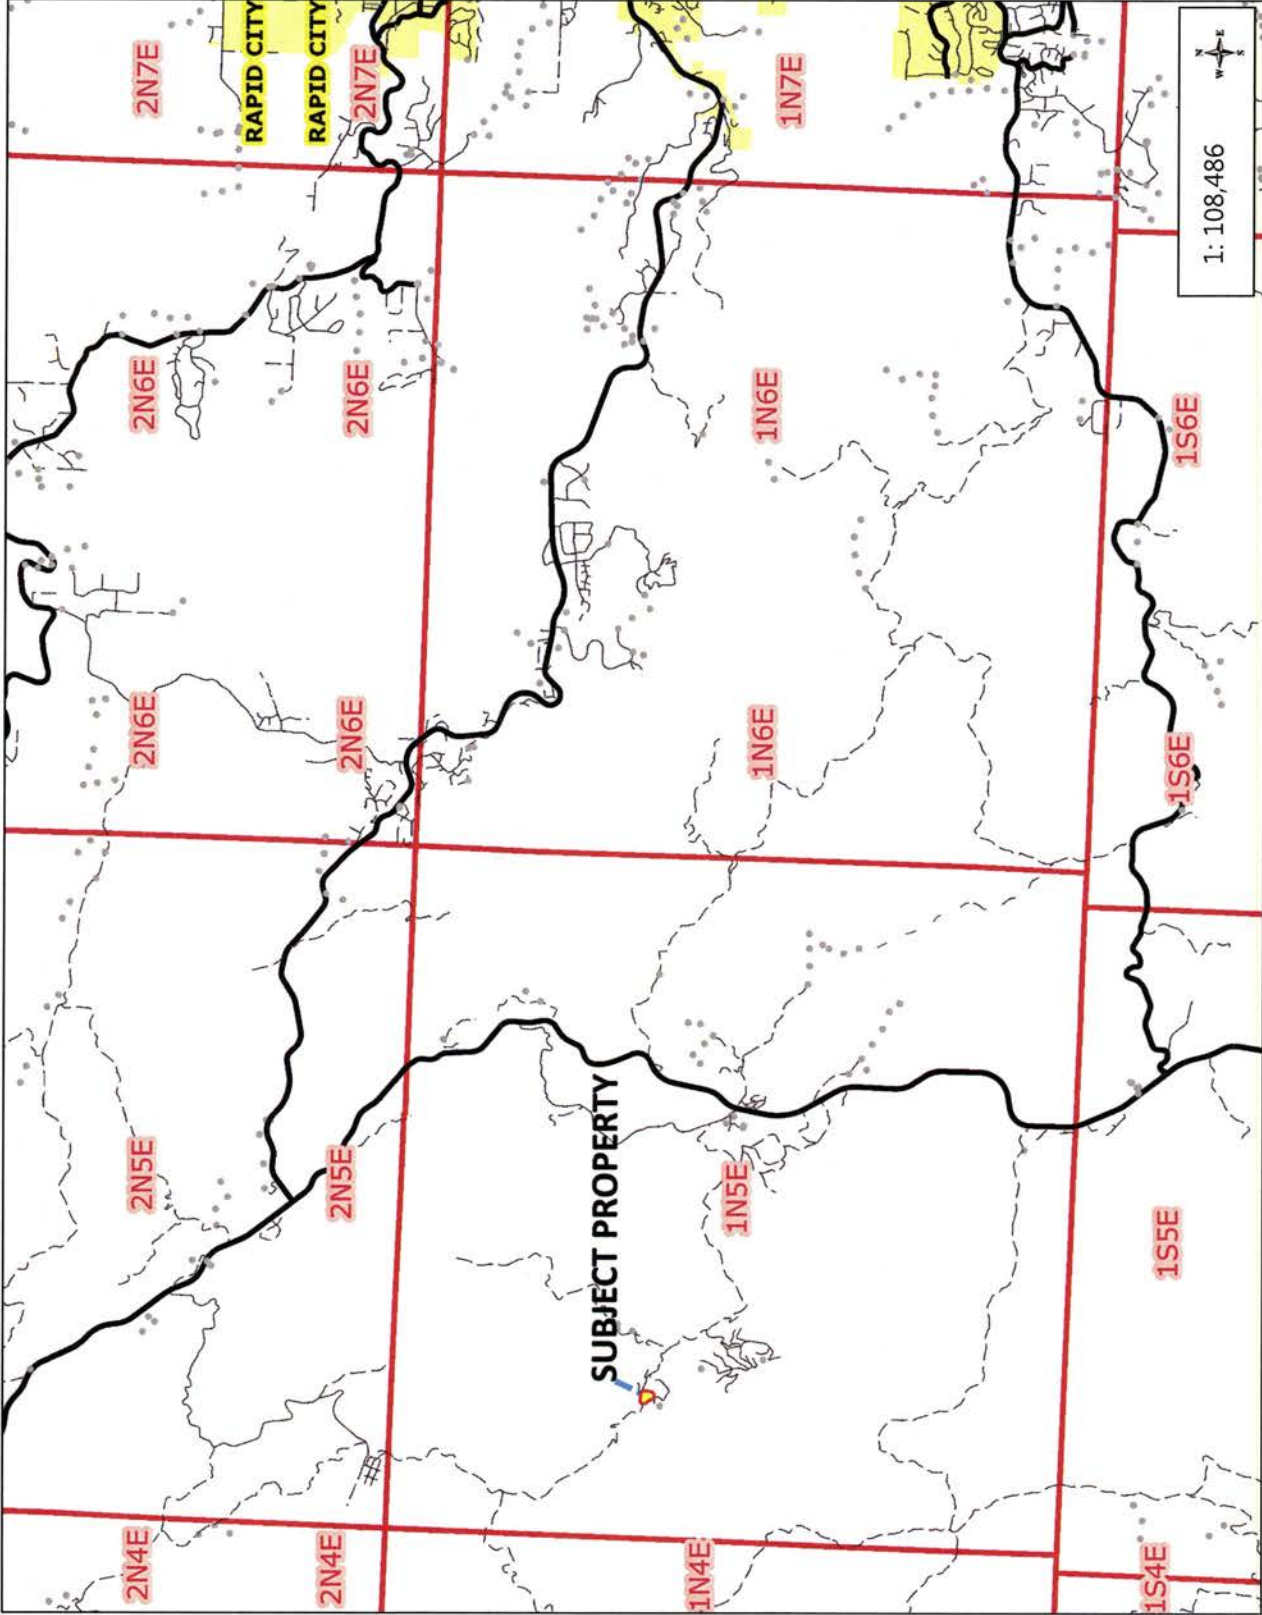 2N4E
2N5E
2N6E
2N6E
2N7E
RAPID CITY
RAPID CITY
2N4E
2N5E
2N6E
2N6E
2N7E
SUBJECT PROPERTY
1N4E
1N5E
1N6E
1N6E
1N7E
1S4E
1S5E
1S6E
1S6E
1: 108,486
N
W
E
S